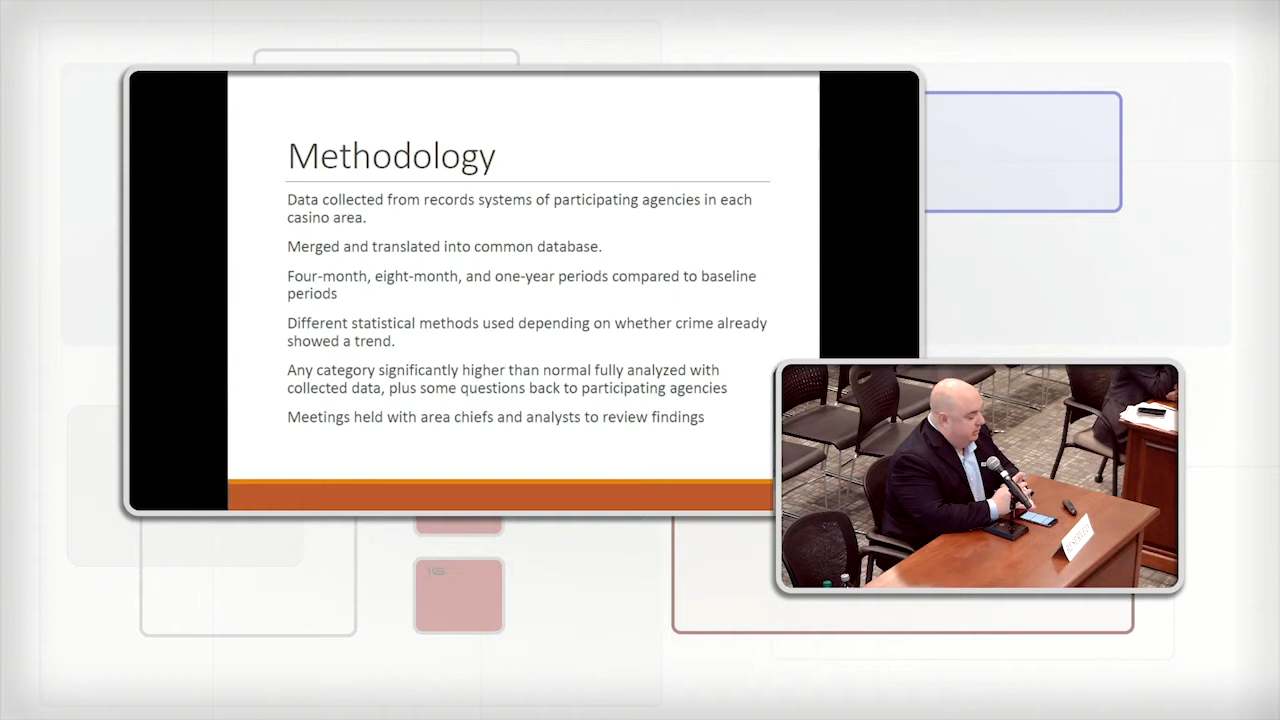 Methodology
Data collected from records systems of participating agencies in each
casino area.
Merged and translated into common database.
Four-month, eight-month, and one-year periods compared to baseline
periods
Different statistical methods used depending on whether crime already
showed a trend.
Any category significantly higher than normal fully analyzed with
collected data, plus some questions back to participating agencies
Meetings held with area chiefs and analysts to review findings
RESERVED